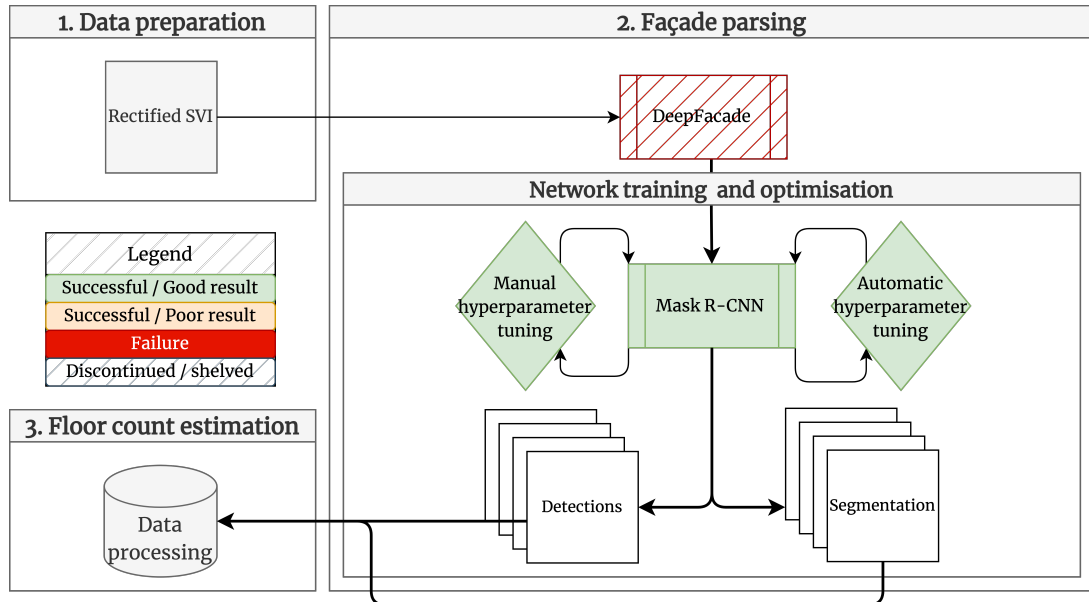 1. Data preparation
Rectified SVI
2. Façade parsing
DeepFacade
Network training and optimisation
Manual
hyperparameter
tuning
Mask R-CNN
Automatic
hyperparameter
tuning
Detections
Segmentation
Legend
Successful / Good result
Successful / Poor result
Failure
Discontinued / shelved
3. Floor count estimation
Data
processing